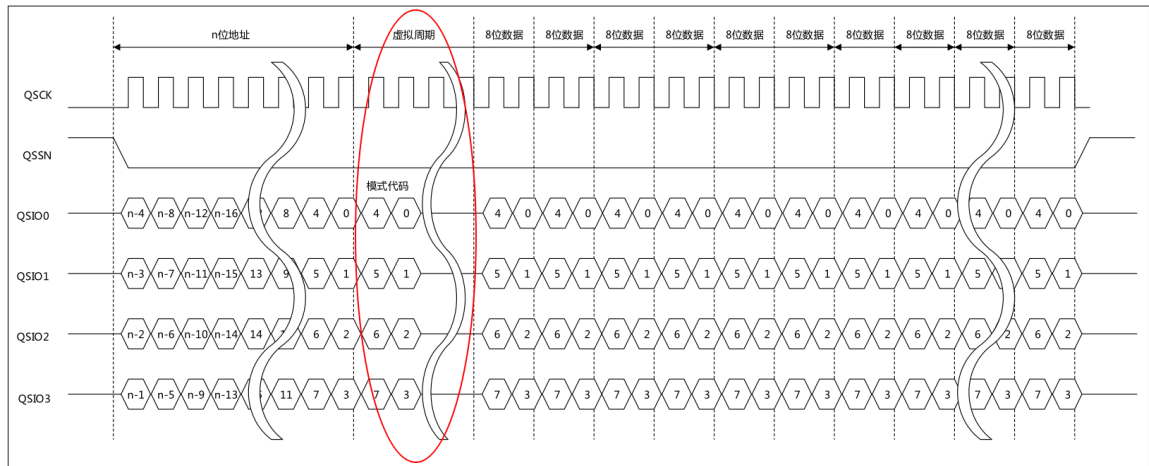 n位地址 虚拟周期 8位数据 8位数据 8位数据 8位数据 8位数据 8位数据 8位数据 8位数据 8位数据 8位数据
QSCK
QSSN
模式代码
QSIO0 n-4 n-8 n-12 n-16 8 4 0 4 0 4 0 4 0 4 0 4 0 4 0 4 0 4 0 4 0 4 0 4 0
QSIO1 n-3 n-7 n-11 n-15 13 9 5 1 5 1 5 1 5 1 5 1 5 1 5 1 5 1 5 1 5 1 5 5 1
QSIO2 n-2 n-6 n-10 n-14 14 6 2 6 2 6 2 6 2 6 2 6 2 6 2 6 2 6 2 6 2 6 2 6 2
QSIO3 n-1 n-5 n-9 n-13 11 7 3 7 3 7 3 7 3 7 3 7 3 7 3 7 3 7 3 7 3 7 3 7 3